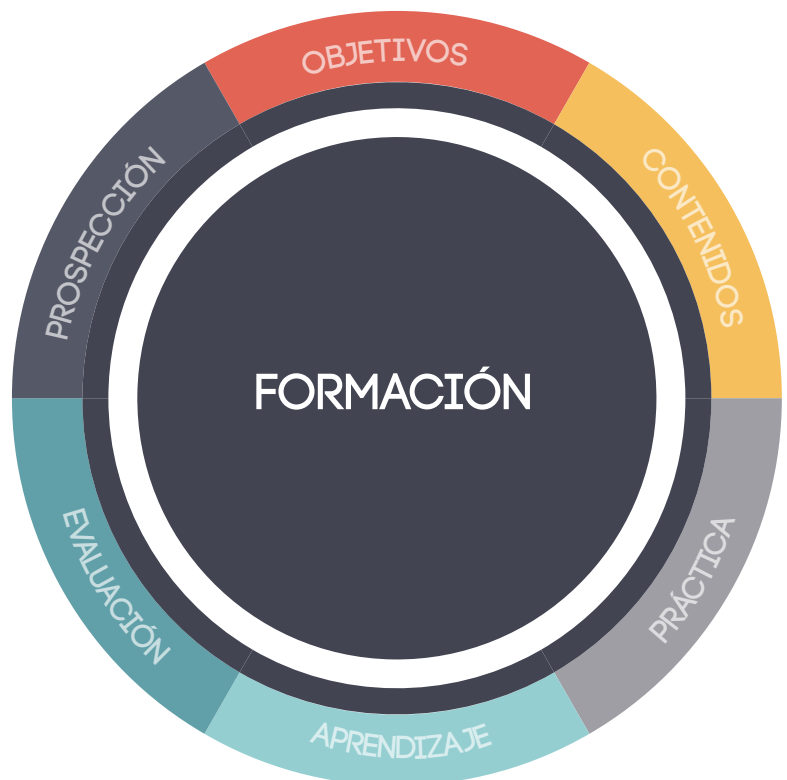 OBJETIVOS
CONTENIDOS
PRÁCTICA
APRENDIZAJE
EVALUACIÓN
PROSPECCIÓN
FORMACIÓN